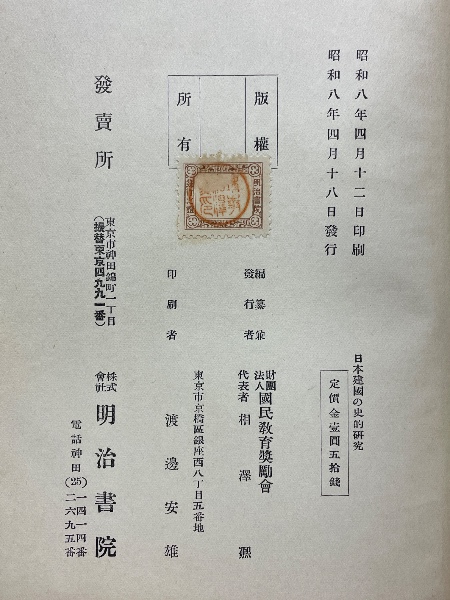 昭和八年四月十二日印刷
昭和八年四月十八日發行
日本建國の史的研究
定價金壹圓五拾錢
版權
所有
編纂兼
發行者
財團
法人
國民教育奬勵會
代表者 相澤
印刷者
東京市京橋區銀座西八丁目五番地
渡邊安雄
發賣所
東京市神田錦町一丁目
(振替東京四九九一番)
株式
會社
明治書院
電話神田(25)
一四一四番
二六九五番